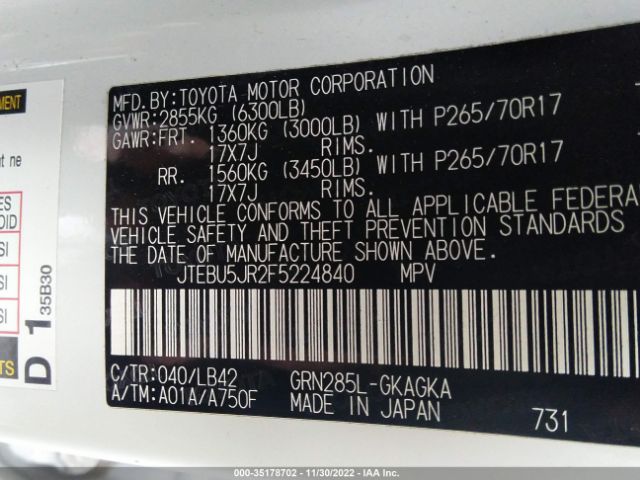 MFD.BY:TOYOTA MOTOR CORPORATION
GVWR:2855KG (6300LB)
GAWR:FRT. 1360KG (3000LB) WITH P265/70R17
17X7J RIMS.
RR. 1560KG (3450LB) WITH P265/70R17
17X7J RIMS.
THIS VEHICLE CONFORMS TO ALL APPLICABLE FEDERA
VEHICLE SAFETY AND THEFT PREVENTION STANDARDS
THE DATE OF MANUFACTURE SHOWN ABOVE.
JTEBU5JR2F5224840 MPV
C/TR:040/LB42 GRN285L-GKAGKA
A/TM:A01A/A750F MADE IN JAPAN 731
D 1 35B30
000-35178702 - 11/30/2022 - IAA Inc.